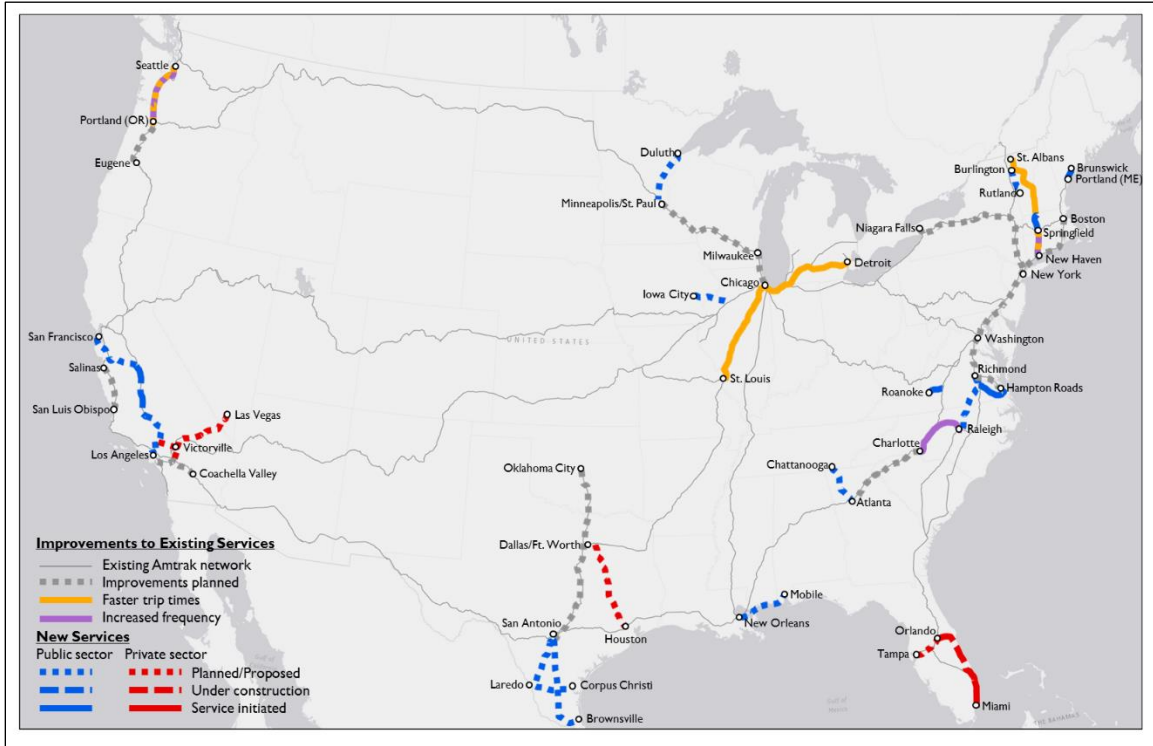 Seattle
Portland (OR)
Eugene
Duluth
Minneapolis/St. Paul
Milwaukee
Chicago
Detroit
Iowa City
St. Louis
St. Albans
Burlington
Rutland
Brunswick
Portland (ME)
Boston
Niagara Falls
Springfield
New Haven
New York
Washington
Richmond
Hampton Roads
Roanoke
Raleigh
Charlotte
Chattanooga
Atlanta
UNITED STATES
San Francisco
Salinas
San Luis Obispo
Las Vegas
Victorville
Los Angeles
Coachella Valley
Oklahoma City
Dallas/Ft. Worth
San Antonio
Houston
Laredo
Corpus Christi
Brownsville
New Orleans
Mobile
Orlando
Tampa
Miami
THE BAHAMAS
Improvements to Existing Services
Existing Amtrak network
Improvements planned
Faster trip times
Increased frequency
New Services
Public sector Private sector
Planned/Proposed
Under construction
Service initiated